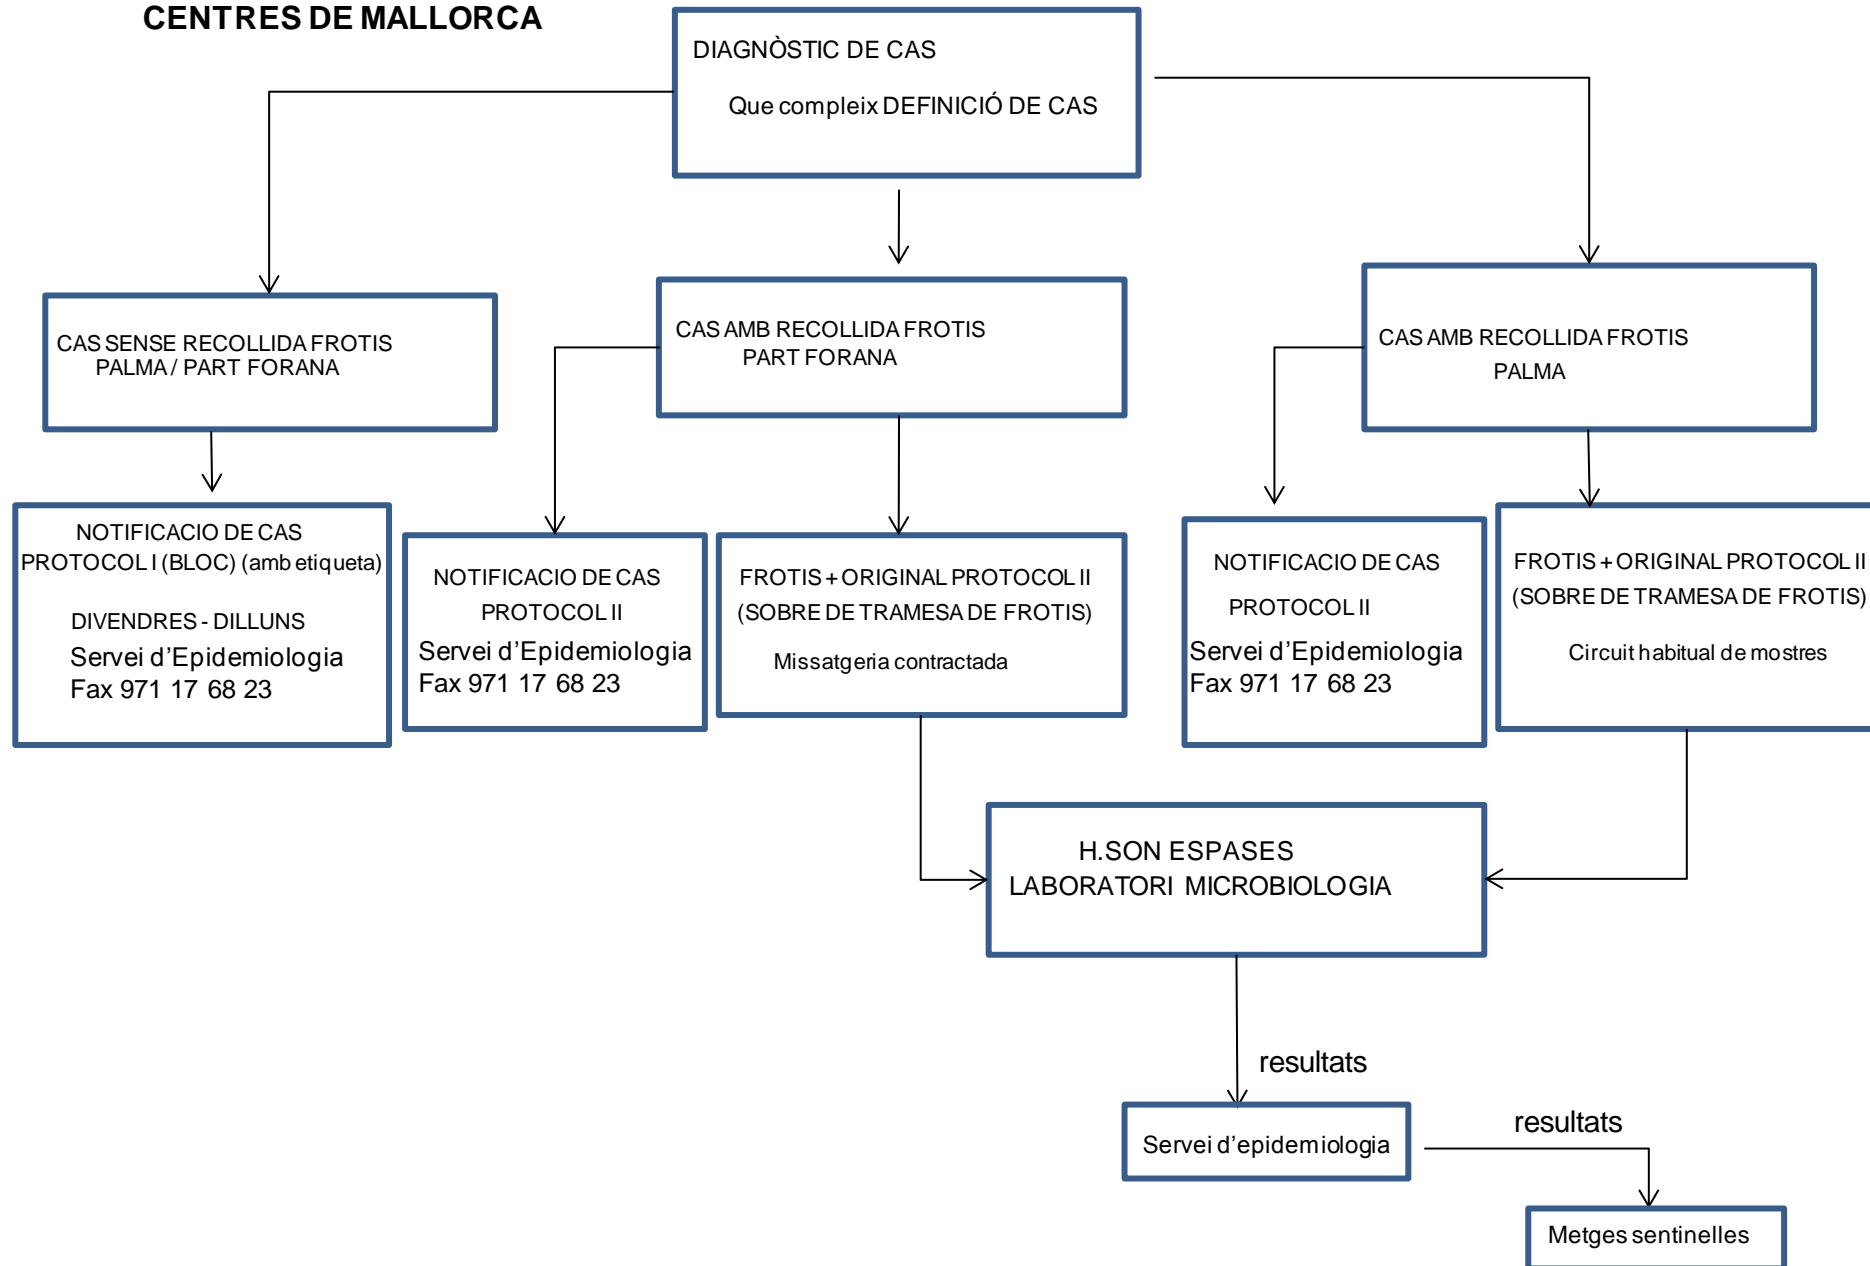 CENTRES DE MALLORCA
DIAGNÒSTIC DE CAS
Que compleix DEFINICIÓ DE CAS
CAS SENSE RECOLLIDA FROTIS
PALMA / PART FORANA
CAS AMB RECOLLIDA FROTIS
PART FORANA
CAS AMB RECOLLIDA FROTIS
PALMA
NOTIFICACIO DE CAS
PROTOCOL I (BLOC) (amb etiqueta)
DIVENDRES - DILLUNS
Servei d’Epidemiologia
Fax 971 17 68 23
NOTIFICACIO DE CAS
PROTOCOL II
Servei d’Epidemiologia
Fax 971 17 68 23
FROTIS + ORIGINAL PROTOCOL II
(SOBRE DE TRAMESA DE FROTIS)
Missatgeria contractada
NOTIFICACIO DE CAS
PROTOCOL II
Servei d’Epidemiologia
Fax 971 17 68 23
FROTIS + ORIGINAL PROTOCOL II
(SOBRE DE TRAMESA DE FROTIS)
Circuit habitual de mostres
H.SON ESPASES
LABORATORI MICROBIOLOGIA
resultats
Servei d’epidemiologia
resultats
Metges sentinelles